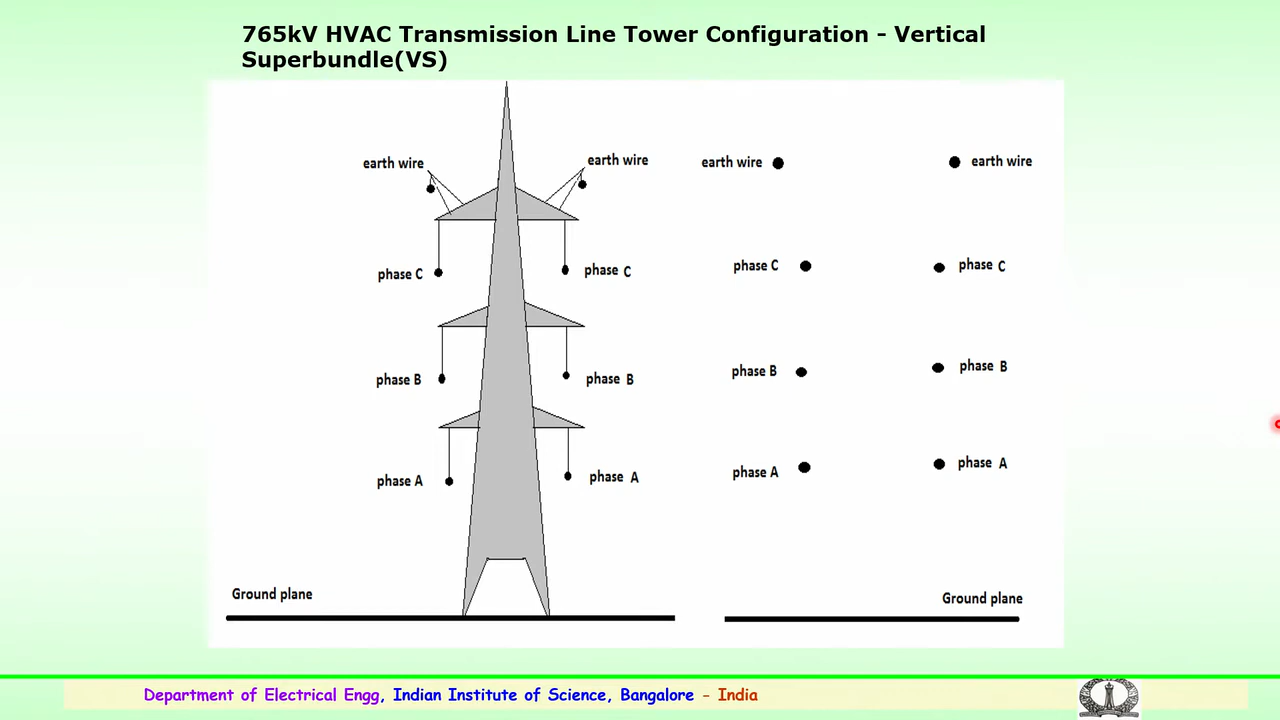 765kV HVAC Transmission Line Tower Configuration - Vertical
Superbundle(VS)
earth wire
earth wire
phase C
phase C
phase B
phase B
phase A
phase A
Ground plane
earth wire
earth wire
phase C
phase C
phase B
phase B
phase A
phase A
Ground plane
Department of Electrical Engg, Indian Institute of Science, Bangalore - India